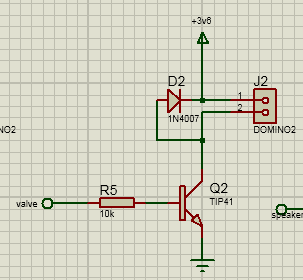 +3v6
D2
J2
1
2
1N4007
DOMINO2
NO2
R5
Q2
valve
10k
TIP41
speaker